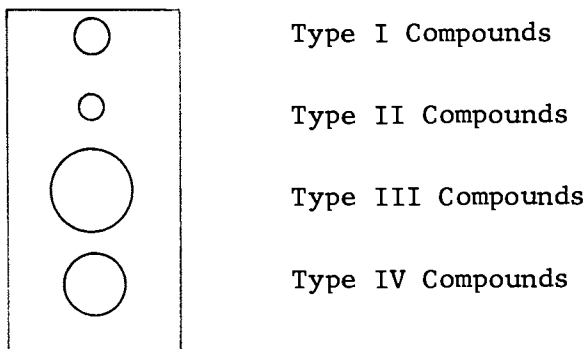 Type I Compounds
Type II Compounds
Type III Compounds
Type IV Compounds